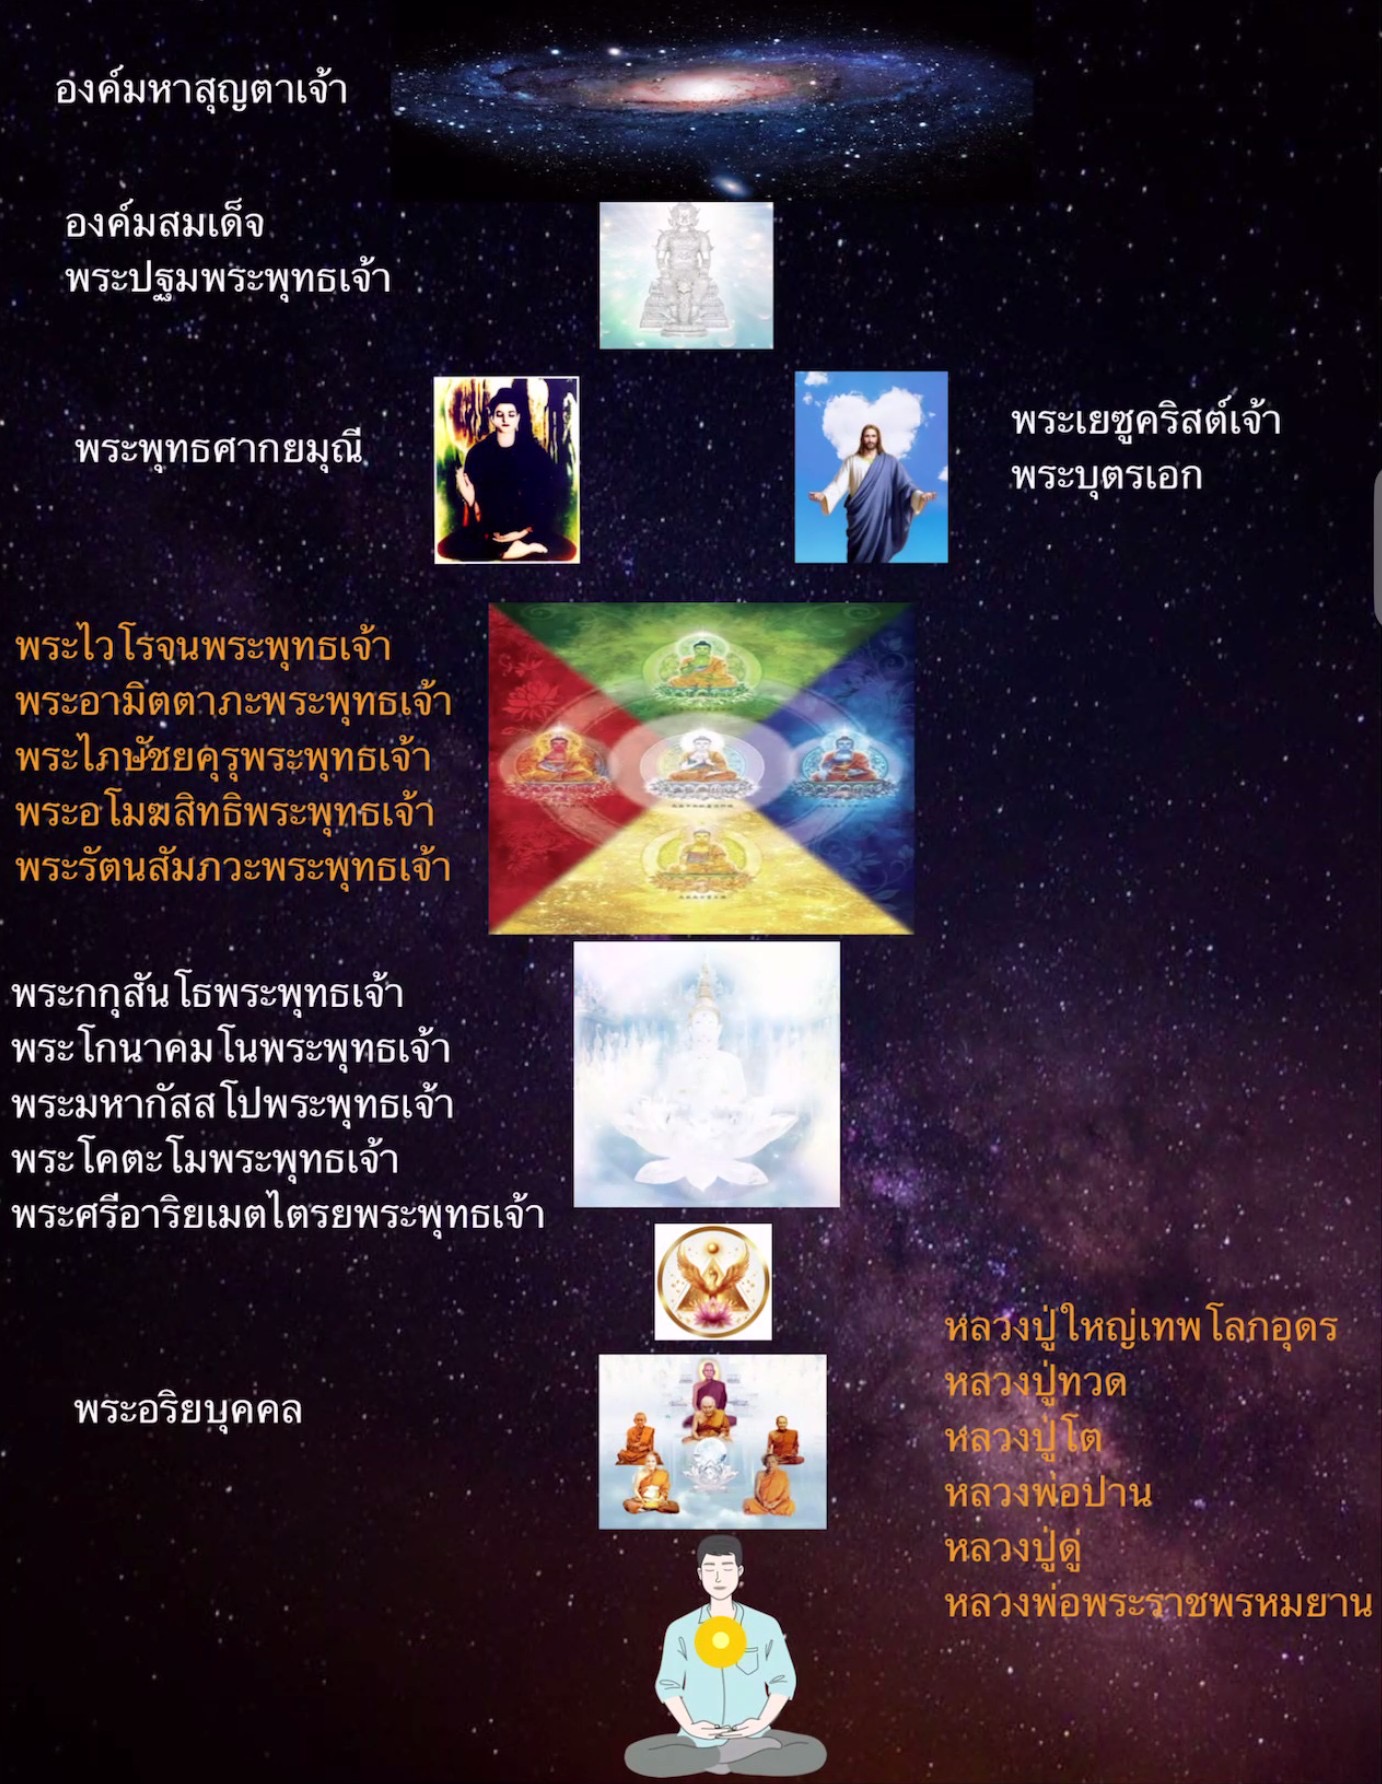 องค์มหาสุญตาเจ้า
องค์มสมเด็จ
พระปฐมพระพุทธเจ้า
พระพุทธศากยมุณี
พระเยซูคริสต์เจ้า
พระบุตรเอก
พระไวโรจนพระพุทธเจ้า
พระอามิตตาภะพระพุทธเจ้า
พระไภษัชยคุรุพระพุทธเจ้า
พระอโมฆสิทธิพระพุทธเจ้า
พระรัตนสัมภวะพระพุทธเจ้า
พระกกุสันโธพระพุทธเจ้า
พระโกนาคมโนพระพุทธเจ้า
พระมหากัสสโปพระพุทธเจ้า
พระโคตะโมพระพุทธเจ้า
พระศรีอาริยเมตไตรยพระพุทธเจ้า
พระอริยบุคคล
หลวงปู่ใหญ่เทพโลกอุดร
หลวงปู่ทวด
หลวงปู่โต
หลวงพ่อปาน
หลวงปู่ดู่
หลวงพ่อพระราชพรหมยาน